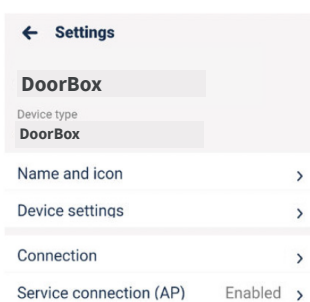 ← Settings
DoorBox
Device type
DoorBox
Name and icon
Device settings
Connection
Service connection (AP) Enabled